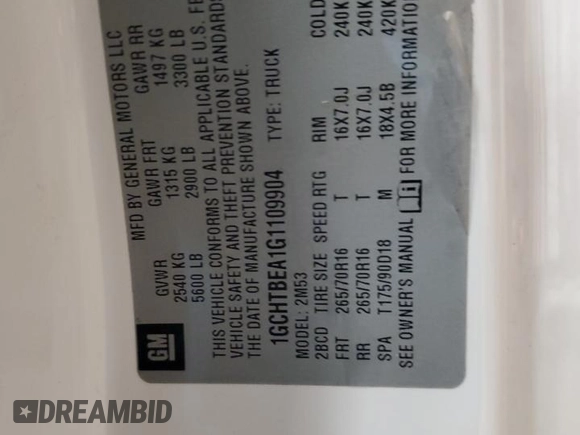 MFD BY GENERAL MOTORS LLC
GVWR GAWR FRT GAWR RR
2540 KG 1315 KG 1497 KG
5600 LB 2900 LB 3300 LB
THIS VEHICLE CONFORMS TO ALL APPLICABLE U.S.
VEHICLE SAFETY AND THEFT PREVENTION STANDARDS
THE DATE OF MANUFACTURE SHOWN ABOVE.
1GCHTBEA1G1109904 TYPE: TRUCK
MODEL: 2M53
2BCD TIRE SIZE SPEED RTG RIM COLD
FRT 265/70R16 T 16X7.0J 240K
RR 265/70R16 T 16X7.0J 240K
SPA T175/90D18 M 18X4.5B 420K
SEE OWNER'S MANUAL FOR MORE INFORMATION
GM
DREAMBID